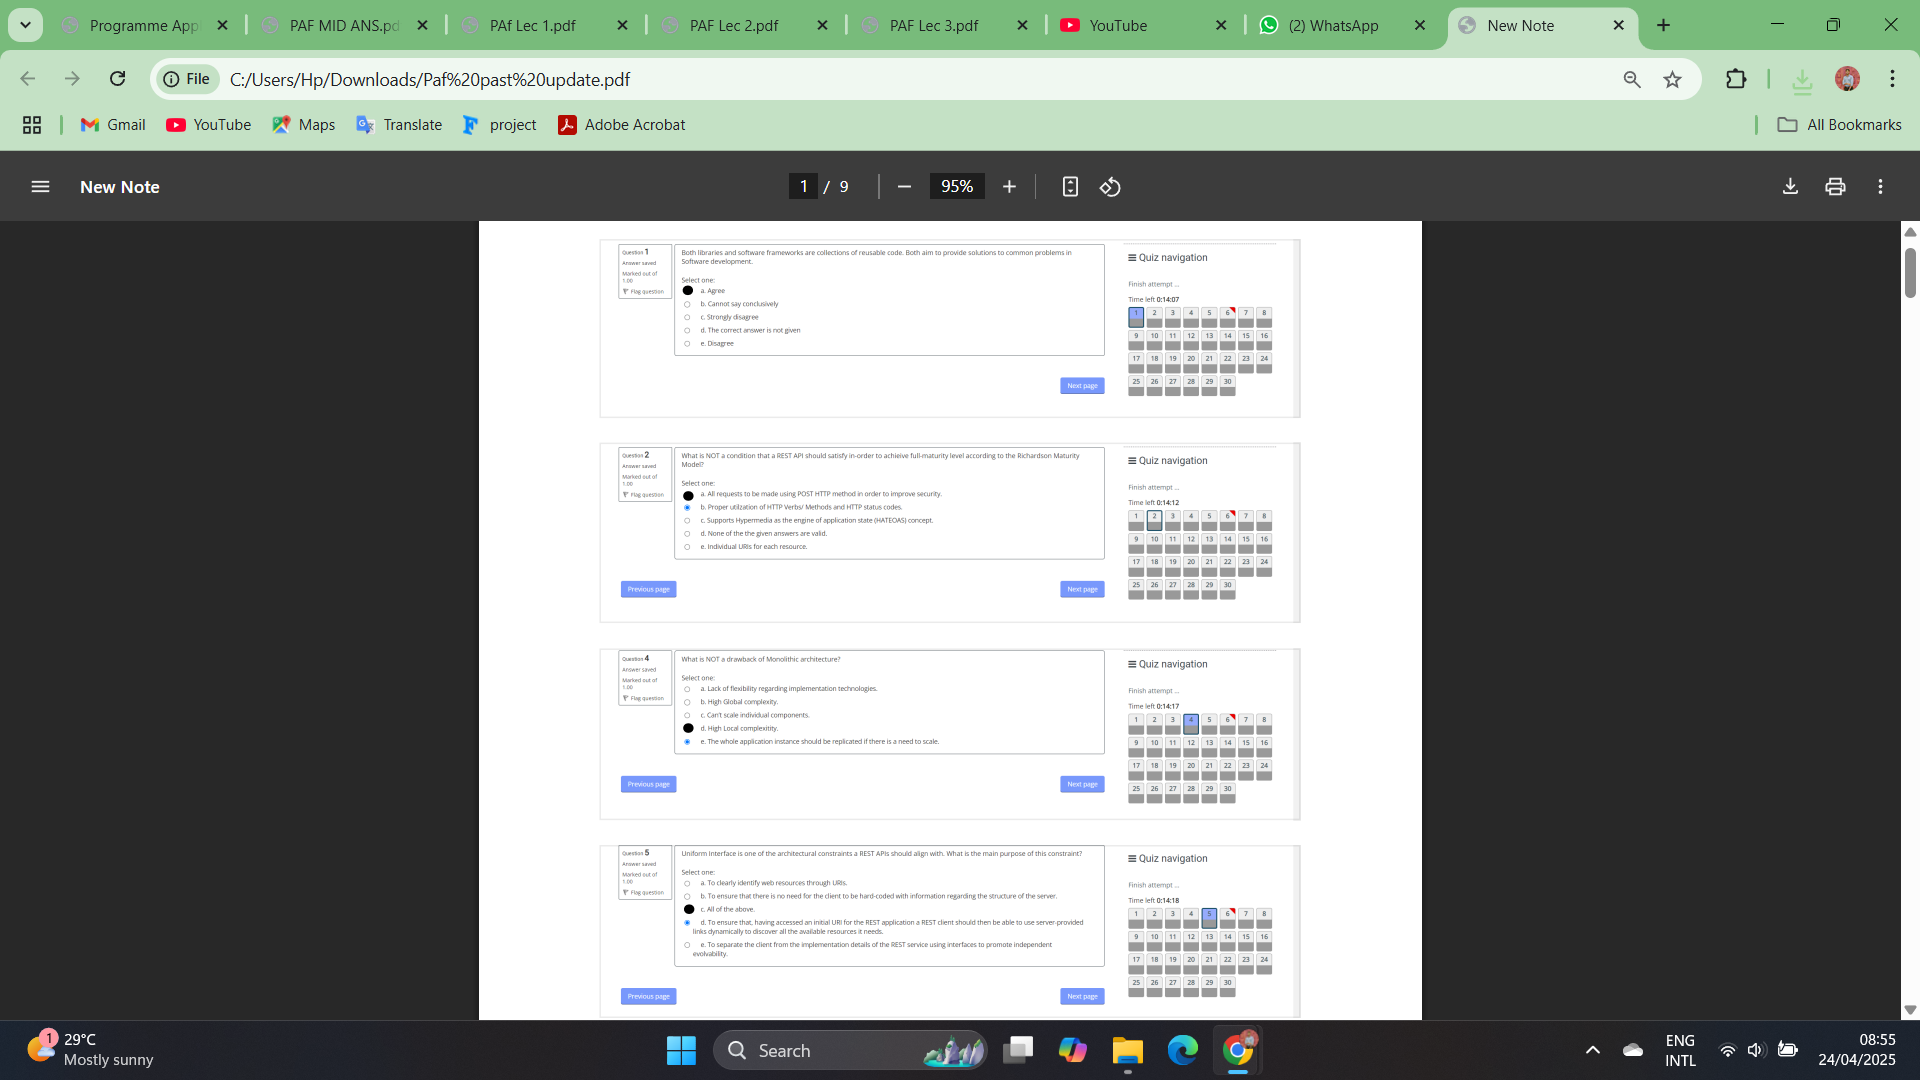 Programme App
PAF MID ANS.pd
PAf Lec 1.pdf
PAF Lec 2.pdf
PAF Lec 3.pdf
YouTube
(2) WhatsApp
New Note
File
C:/Users/Hp/Downloads/Paf%20past%20update.pdf
Gmail
YouTube
Maps
Translate
project
Adobe Acrobat
All Bookmarks
New Note
1 / 9
95%
Question 1
Answer saved
Marked out of
1.00
Flag question
Both libraries and software frameworks are collections of reusable code. Both aim to provide solutions to common problems in
Software development.
Select one:
a. Agree
b. Cannot say conclusively
c. Strongly disagree
d. The correct answer is not given
e. Disagree
Next page
Quiz navigation
Finish attempt ...
Time left 0:14:07
1 2 3 4 5 6 7 8
9 10 11 12 13 14 15 16
17 18 19 20 21 22 23 24
25 26 27 28 29 30
Question 2
Answer saved
Marked out of
1.00
Flag question
What is NOT a condition that a REST API should satisfy in-order to achieive full-maturity level according to the Richardson Maturity
Model?
Select one:
a. All requests to be made using POST HTTP method in order to improve security.
b. Proper utilzation of HTTP Verbs/ Methods and HTTP status codes.
c. Supports Hypermedia as the engine of application state (HATEOAS) concept.
d. None of the the given answers are valid.
e. Individual URIs for each resource.
Previous page
Next page
Quiz navigation
Finish attempt ...
Time left 0:14:12
1 2 3 4 5 6 7 8
9 10 11 12 13 14 15 16
17 18 19 20 21 22 23 24
25 26 27 28 29 30
Question 4
Answer saved
Marked out of
1.00
Flag question
What is NOT a drawback of Monolithic architecture?
Select one:
a. Lack of flexibility regarding implementation technologies.
b. High Global complexity.
c. Can't scale individual components.
d. High Local complexitity.
e. The whole application instance should be replicated if there is a need to scale.
Previous page
Next page
Quiz navigation
Finish attempt ...
Time left 0:14:17
1 2 3 4 5 6 7 8
9 10 11 12 13 14 15 16
17 18 19 20 21 22 23 24
25 26 27 28 29 30
Question 5
Answer saved
Marked out of
1.00
Flag question
Uniform Interface is one of the architectural constraints a REST APIs should align with. What is the main purpose of this constraint?
Select one:
a. To clearly identify web resources through URIs.
b. To ensure that there is no need for the client to be hard-coded with information regarding the structure of the server.
c. All of the above.
d. To ensure that, having accessed an initial URI for the REST application a REST client should then be able to use server-provided
links dynamically to discover all the available resources it needs.
e. To separate the client from the implementation details of the REST service using interfaces to promote independent
evolvability.
Previous page
Next page
Quiz navigation
Finish attempt ...
Time left 0:14:18
1 2 3 4 5 6 7 8
9 10 11 12 13 14 15 16
17 18 19 20 21 22 23 24
25 26 27 28 29 30
1
29°C
Mostly sunny
Search
ENG
INTL
08:55
24/04/2025